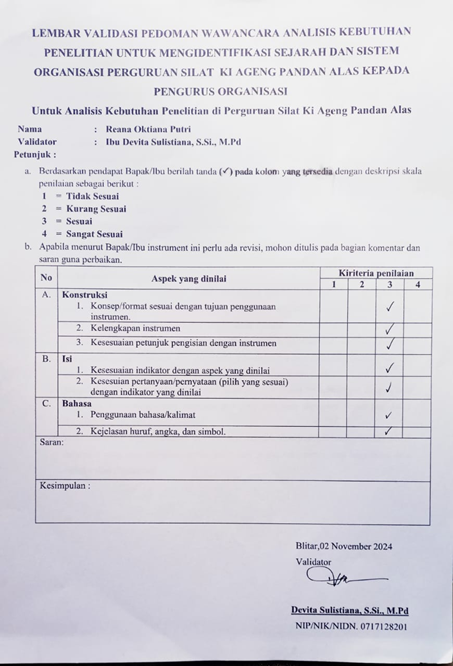 LEMBAR VALIDASI PEDOMAN WAWANCARA ANALISIS KEBUTUHAN
PENELITIAN UNTUK MENGIDENTIFIKASI SEJARAH DAN SISTEM
ORGANISASI PERGURUAN SILAT KI AGENG PANDAN ALAS KEPADA
PENGURUS ORGANISASI
Untuk Analisis Kebutuhan Penelitian di Perguruan Silat Ki Ageng Pandan Alas
Nama : Reana Oktiana Putri
Validator : Ibu Devita Sulistiana, S.Si., M.Pd
Petunjuk :
a. Berdasarkan pendapat Bapak/Ibu berilah tanda (✓) pada kolom yang tersedia dengan deskripsi skala
penilaian sebagai berikut :
1 = Tidak Sesuai
2 = Kurang Sesuai
3 = Sesuai
4 = Sangat Sesuai
b. Apabila menurut Bapak/Ibu instrument ini perlu ada revisi, mohon ditulis pada bagian komentar dan
saran guna perbaikan.
No Aspek yang dinilai Kiriteria penilaian
1 2 3 4
A. Konstruksi
1. Konsep/format sesuai dengan tujuan penggunaan ✓
instrumen.
2. Kelengkapan instrumen ✓
3. Kesesuaian petunjuk pengisian dengan instrumen ✓
B. Isi
1. Kesesuaian indikator dengan aspek yang dinilai ✓
2. Kesesuian pertanyaan/pernyataan (pilih yang sesuai) ✓
dengan indikator yang dinilai
C. Bahasa
1. Penggunaan bahasa/kalimat ✓
2. Kejelasan huruf, angka, dan simbol. ✓
Saran:
Kesimpulan :
Blitar,02 November 2024
Validator
Devita Sulistiana, S.Si., M.Pd
NIP/NIK/NIDN. 0717128201